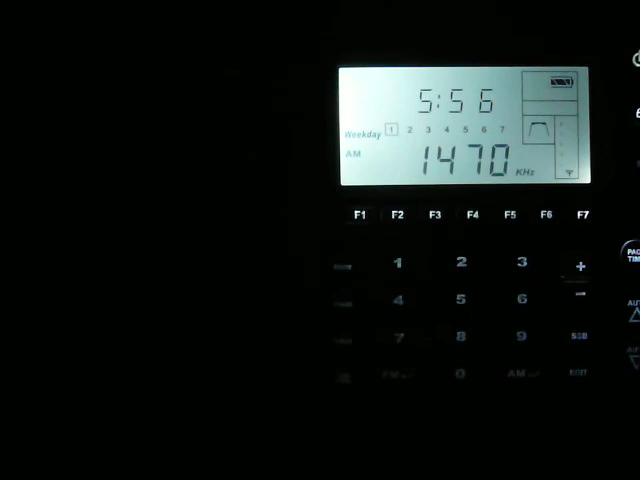 5:56
Weekday 1 2 3 4 5 6 7
AM
1470 KHz
F1 F2 F3 F4 F5 F6 F7
1 2 3 +
4 5 6 -
7 8 9 SSB
0 AM